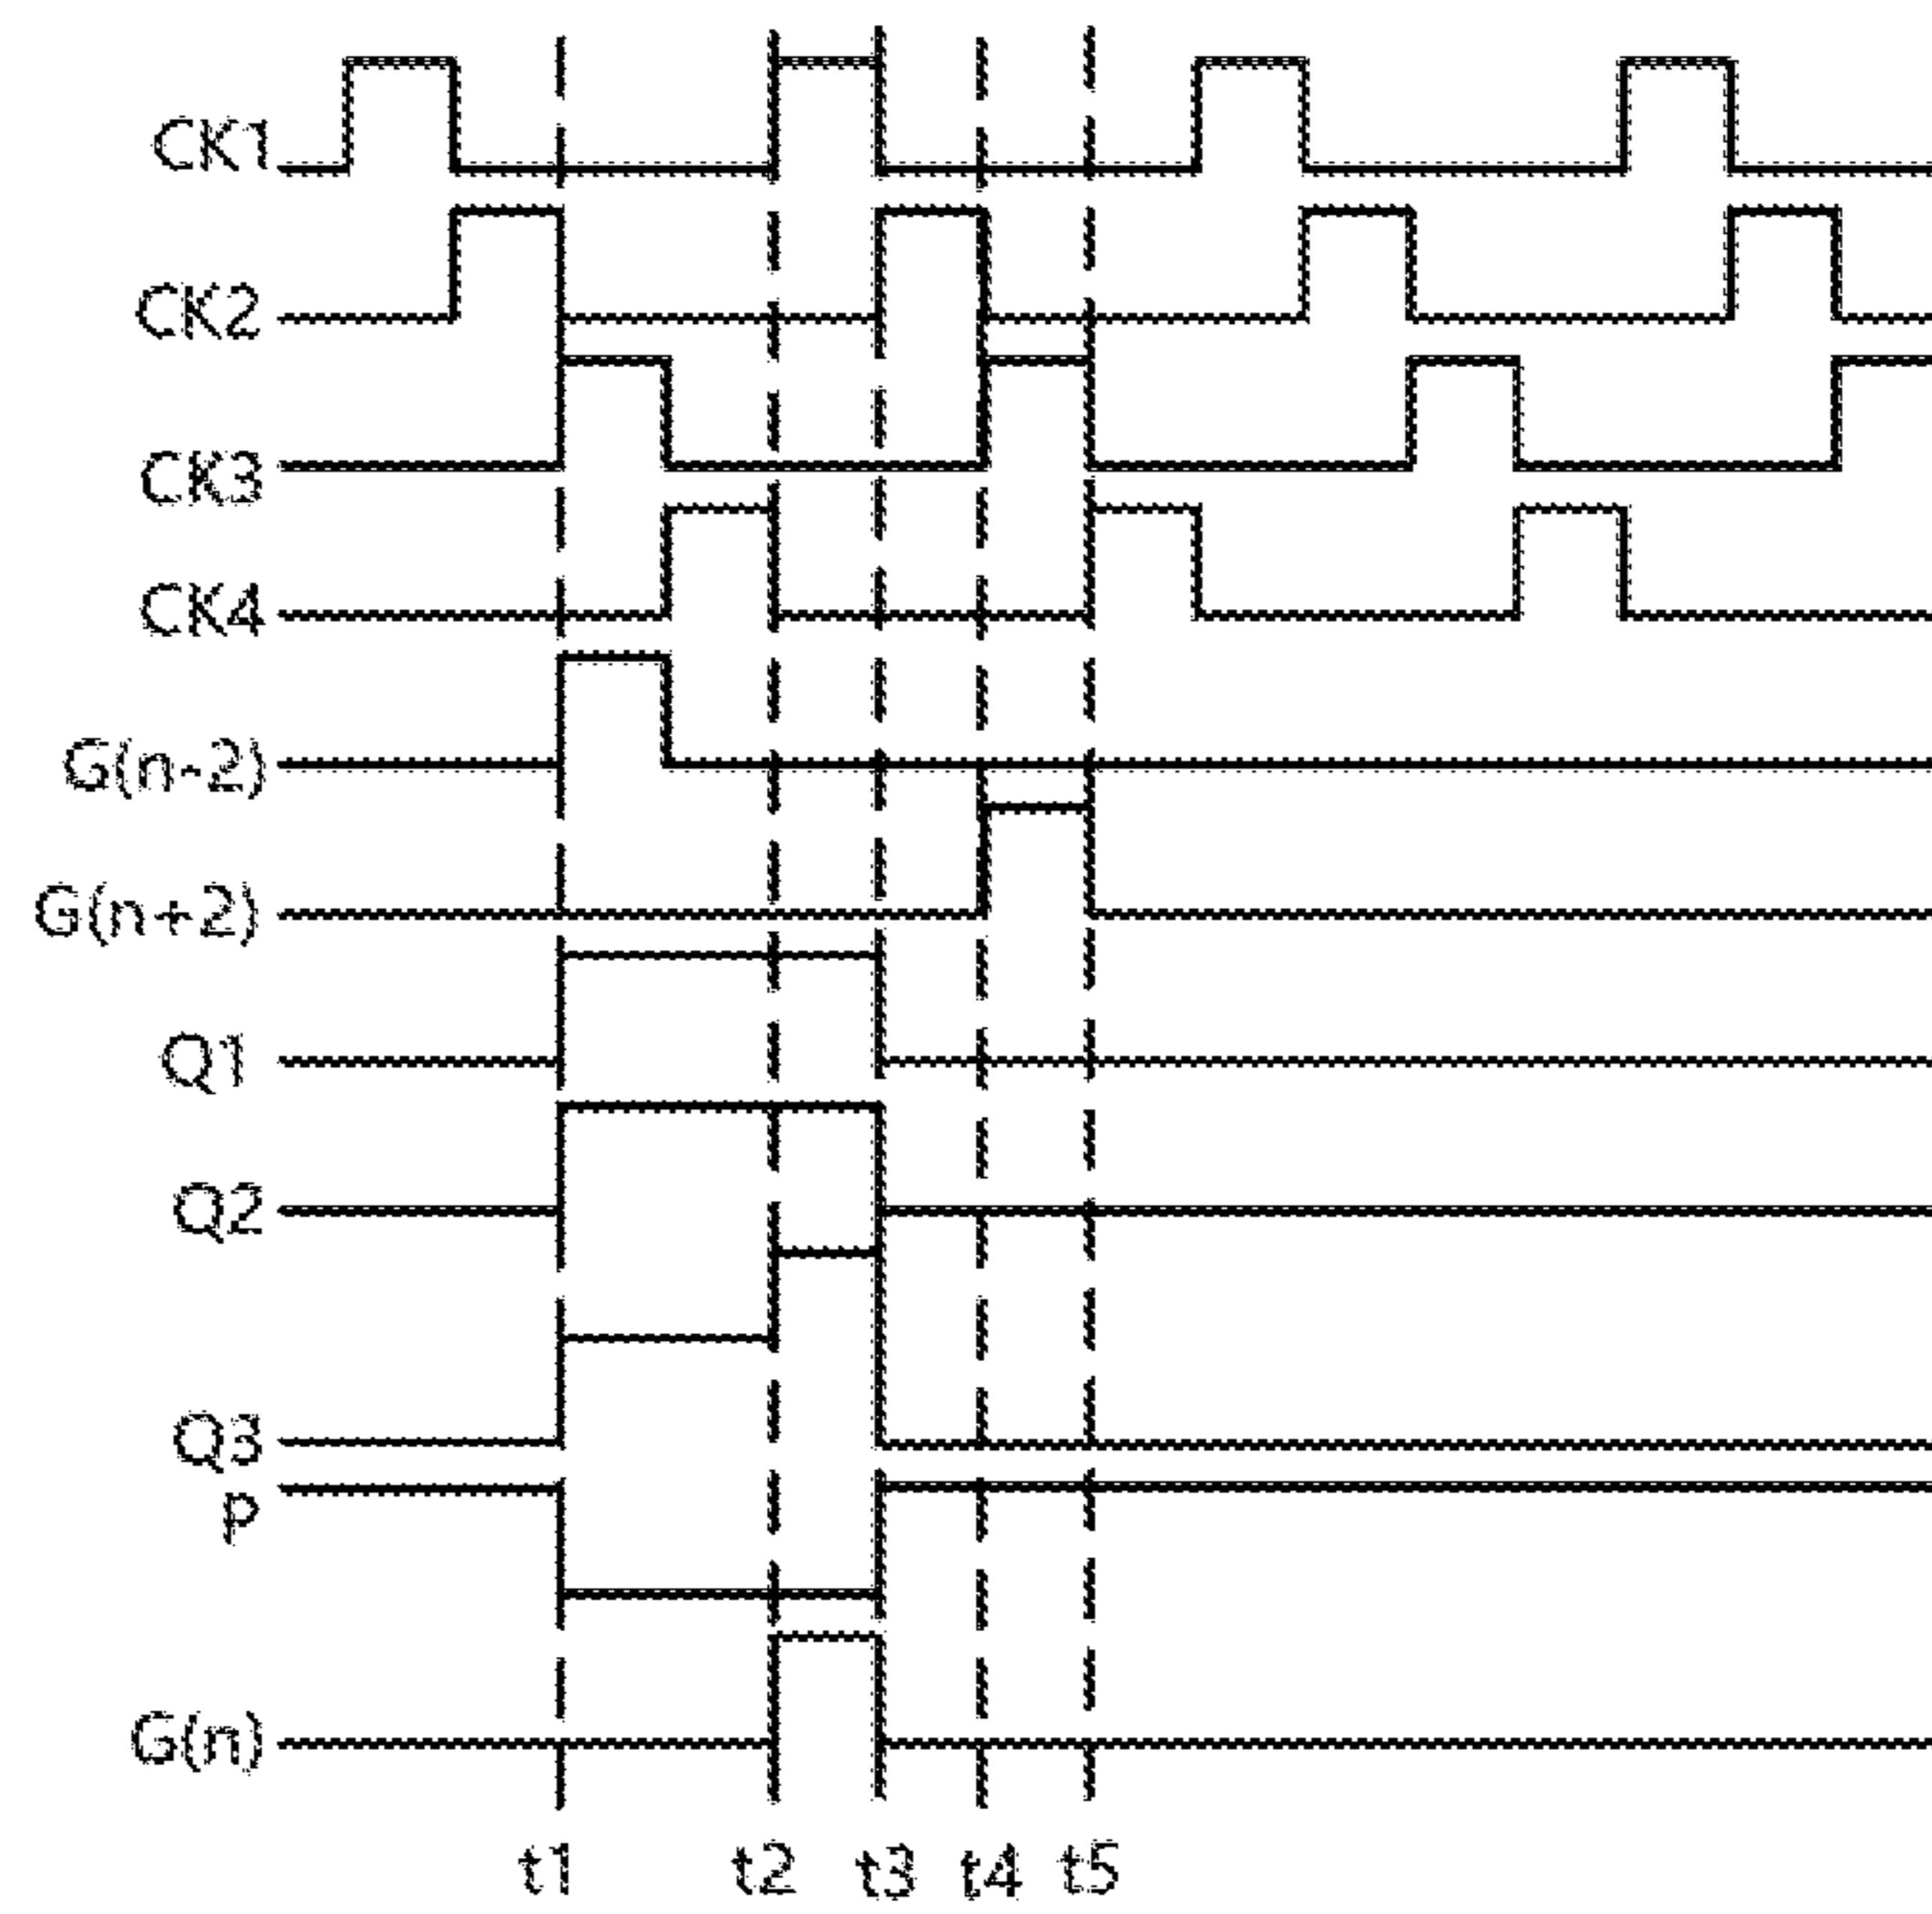 CK1
CK2
CK3
CK4
G(n-2)
G(n+2)
Q1
Q2
Q3
P
G(n)
t1 t2 t3 t4 t5